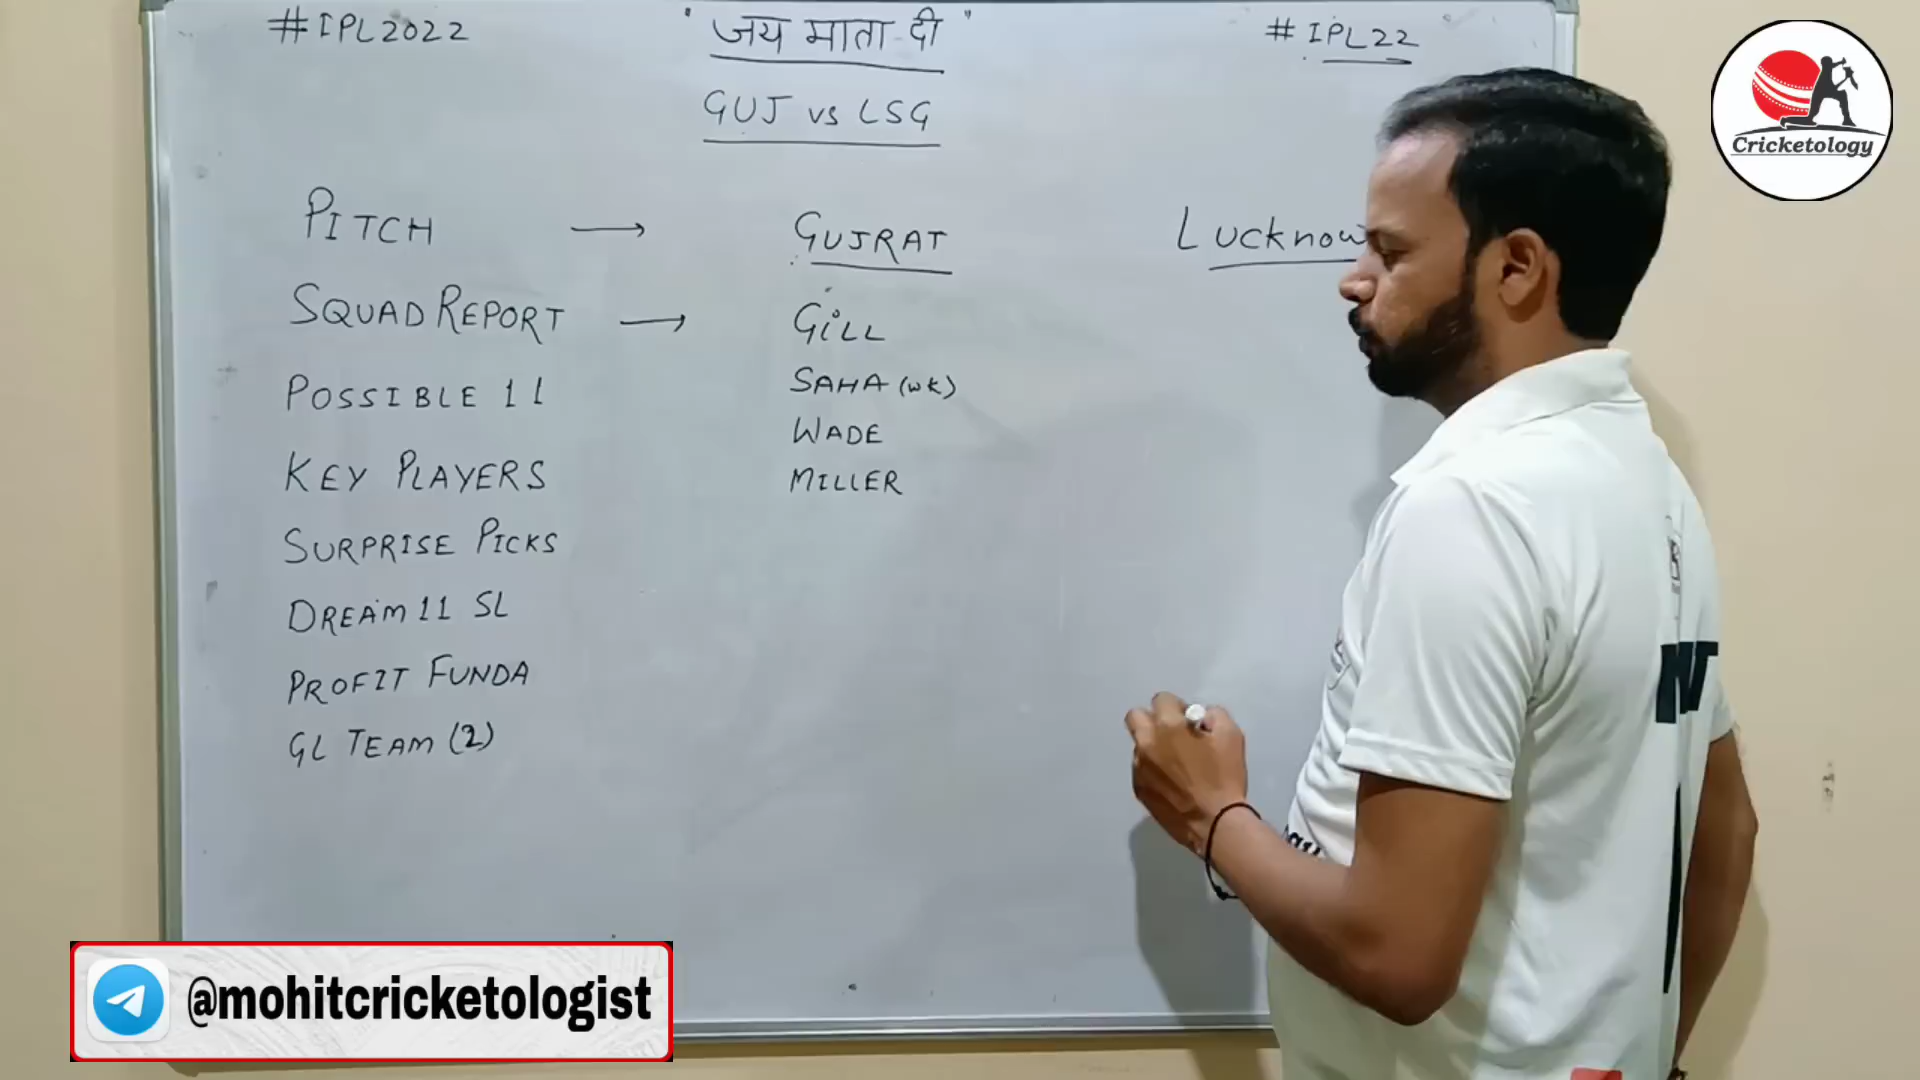 #IPL2022
"जय माता दी"
#IPL22
GUJ vs LSG
Cricketology
PITCH →
SQUAD REPORT →
POSSIBLE 11
KEY PLAYERS
SURPRISE PICKS
DREAM 11 SL
PROFIT FUNDA
GL TEAM (2)
GUJRAT
GILL
SAHA (WK)
WADE
MILLER
Lucknow
@mohitcricketologist